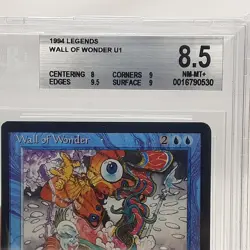 1994 LEGENDS
WALL OF WONDER U1
CENTERING 8 CORNERS 9
EDGES 9.5 SURFACE 9
8.5
NM-MT+
0016790530
Wall of Wonder 2